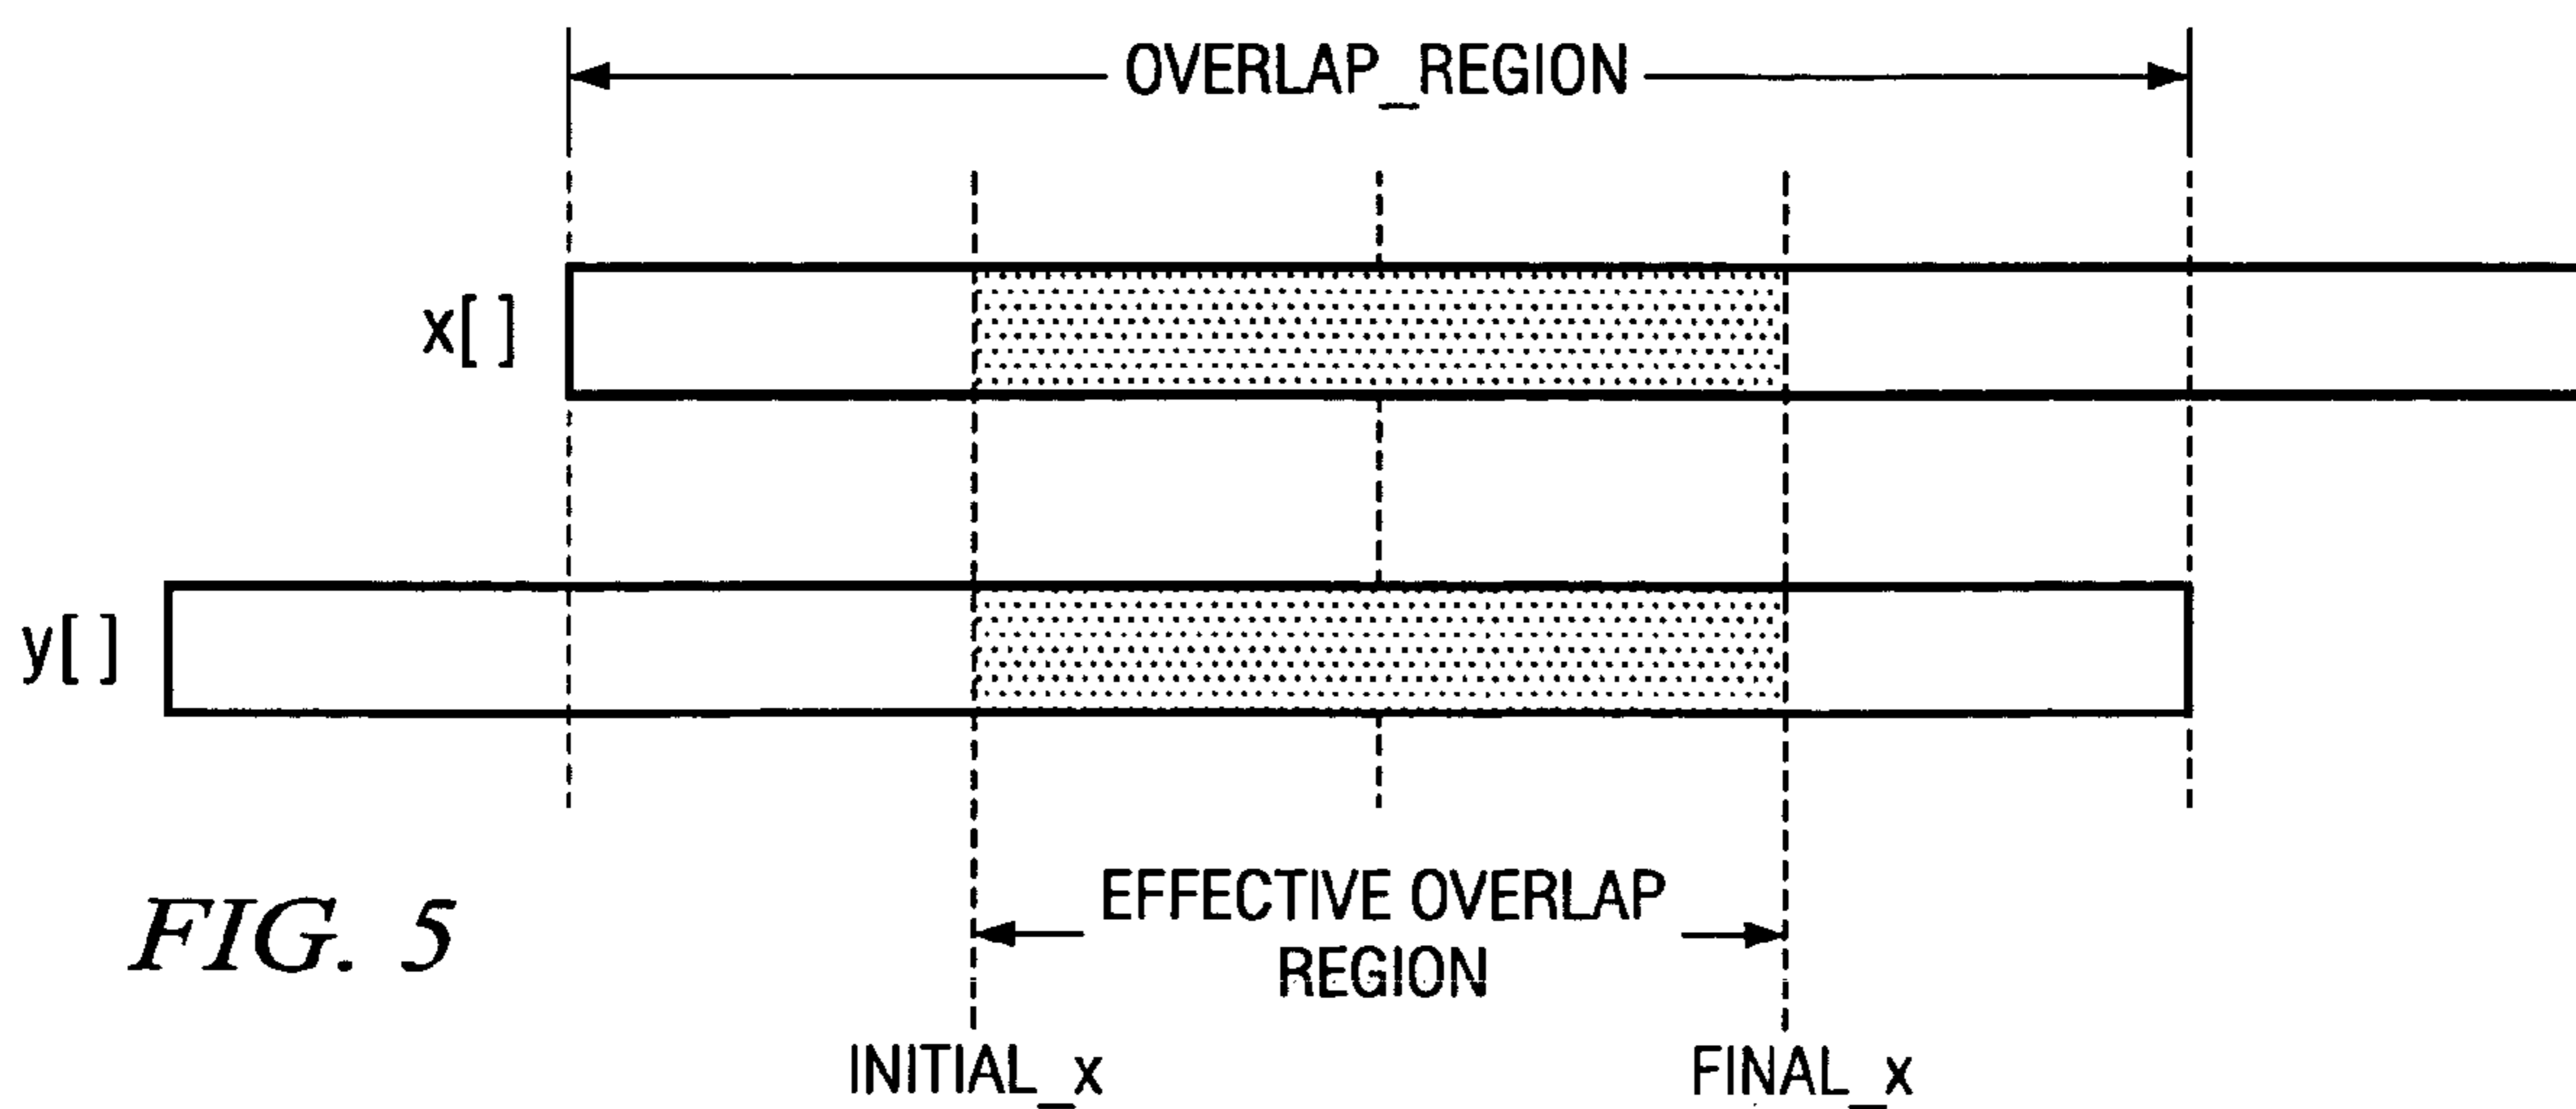 OVERLAP_REGION
x[ ]
y[ ]
EFFECTIVE OVERLAP
REGION
FIG. 5
INITIAL_x
FINAL_x